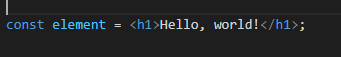 const element = <h1>Hello, world!</h1>;